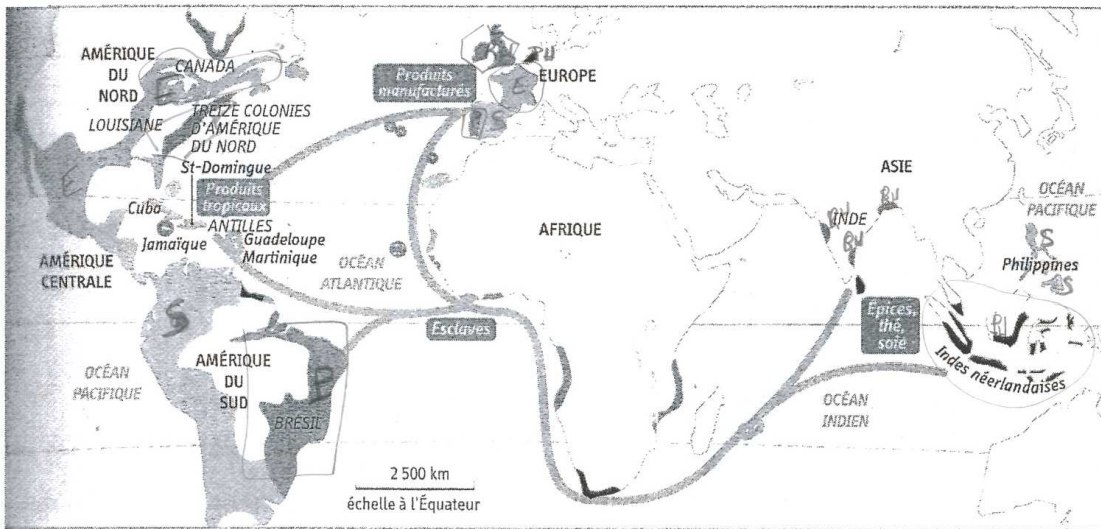 AMÉRIQUE
DU
NORD
CANADA
E
LOUISIANE
TREIZE COLONIES
D'AMÉRIQUE
DU NORD
St-Domingue
Produits
tropicaux
E
Cuba
ANTILLES
Jamaïque
Guadeloupe
Martinique
AMÉRIQUE
CENTRALE
OCÉAN
ATLANTIQUE
S
AMÉRIQUE
DU
SUD
P
BRÉSIL
OCÉAN
PACIFIQUE
2 500 km
échelle à l'Équateur
Produits
manufacturés
EUROPE
E
S
AFRIQUE
Esclaves
ASIE
INDE
OCÉAN
PACIFIQUE
S
Philippines
S
Épices,
thé,
soie
Indes néerlandaises
OCÉAN
INDIEN